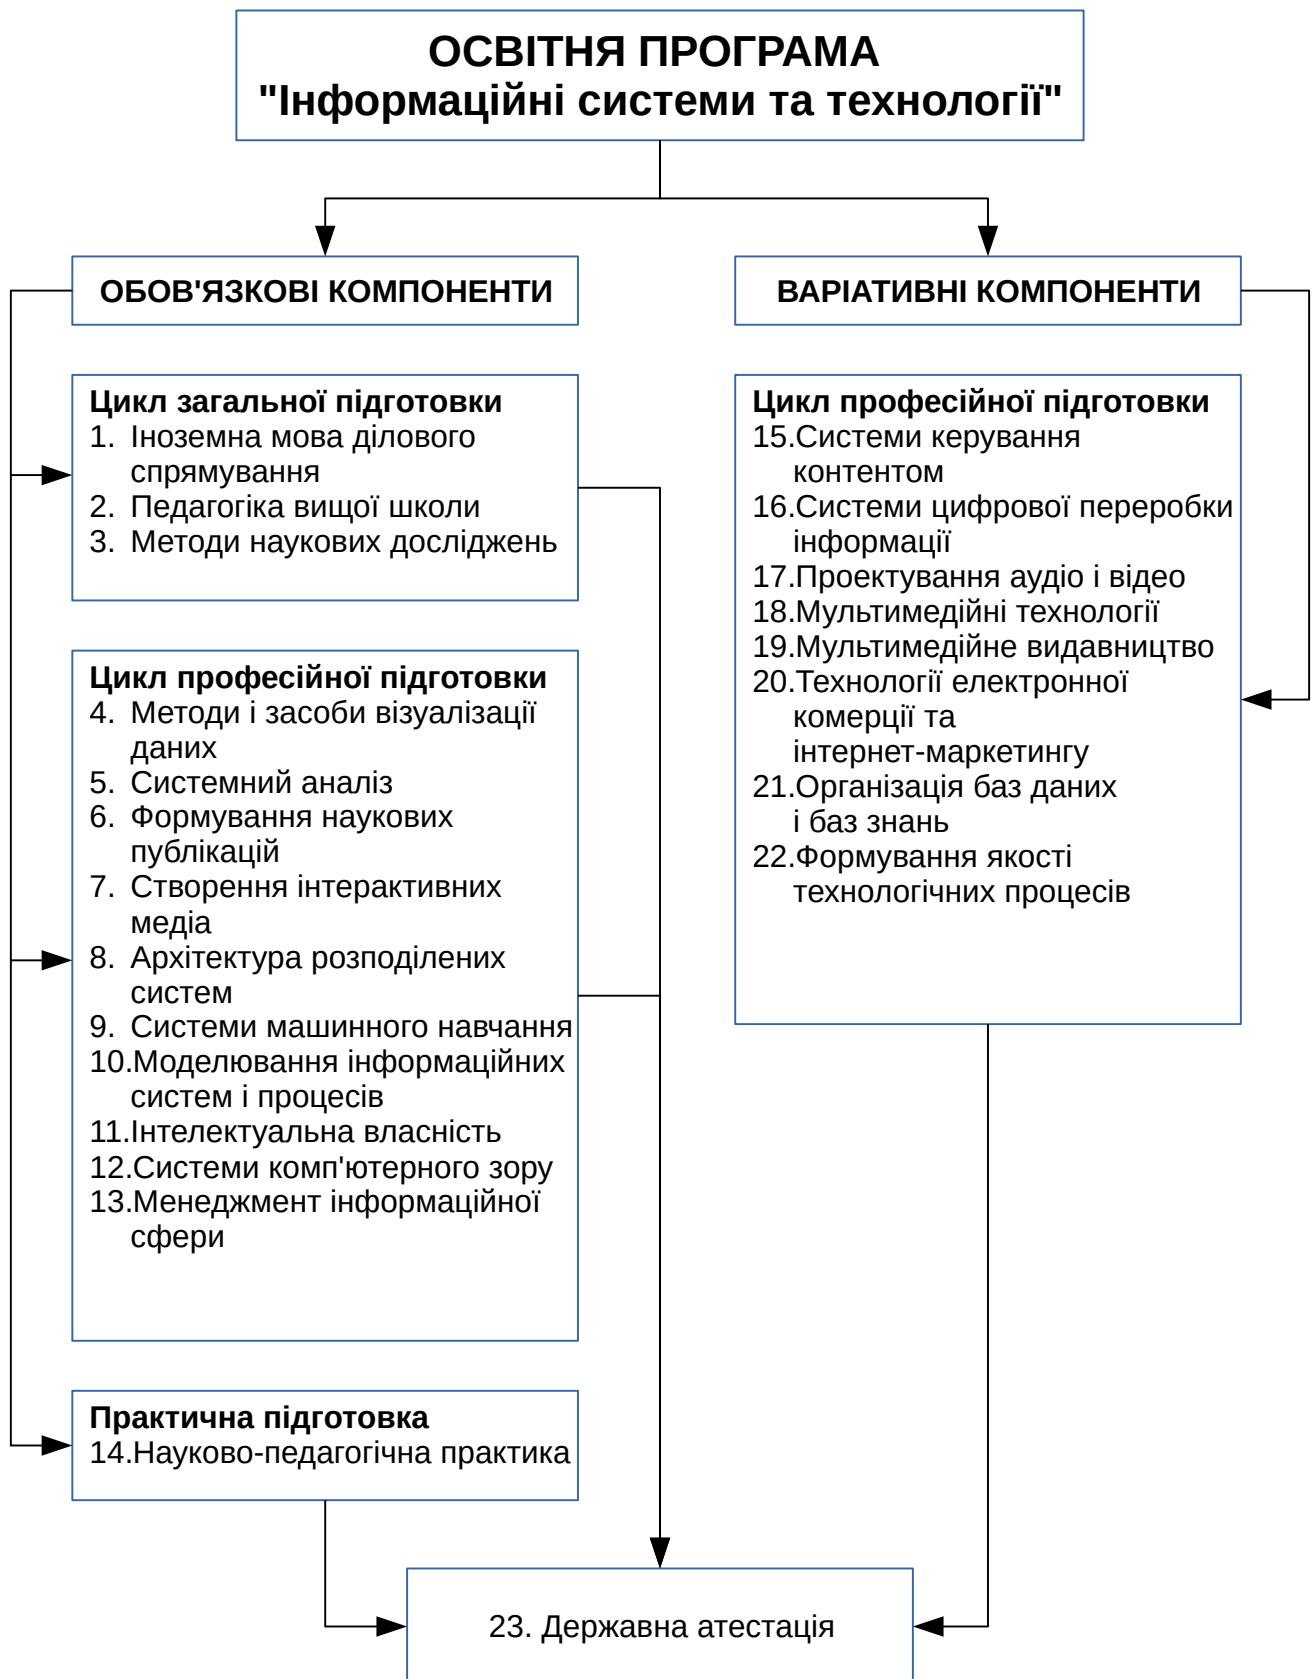 ОСВІТНЯ ПРОГРАМА
"Інформаційні системи та технології"
ОБОВ'ЯЗКОВІ КОМПОНЕНТИ
ВАРІАТИВНІ КОМПОНЕНТИ
Цикл загальної підготовки
1. Іноземна мова ділового
спрямування
2. Педагогіка вищої школи
3. Методи наукових досліджень
Цикл професійної підготовки
4. Методи і засоби візуалізації
даних
5. Системний аналіз
6. Формування наукових
публікацій
7. Створення інтерактивних
медіа
8. Архітектура розподілених
систем
9. Системи машинного навчання
10.Моделювання інформаційних
систем і процесів
11.Інтелектуальна власність
12.Системи комп'ютерного зору
13.Менеджмент інформаційної
сфери
Практична підготовка
14.Науково-педагогічна практика
Цикл професійної підготовки
15.Системи керування
контентом
16.Системи цифрової переробки
інформації
17.Проектування аудіо і відео
18.Мультимедійні технології
19.Мультимедійне видавництво
20.Технології електронної
комерції та
інтернет-маркетингу
21.Організація баз даних
і баз знань
22.Формування якості
технологічних процесів
23. Державна атестація